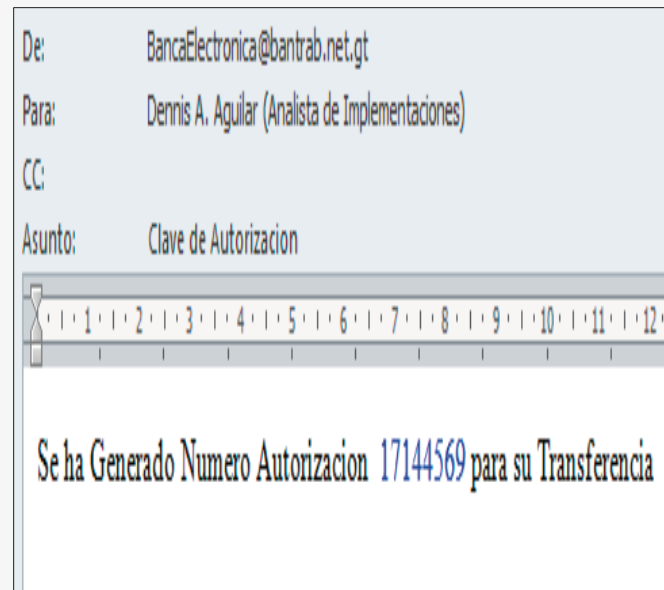 De: BancaElectronica@bantrab.net.gt
Para: Dennis A. Aguilar (Analista de Implementaciones)
CC:
Asunto: Clave de Autorizacion
1 2 3 4 5 6 7 8 9 10 11 12
Se ha Generado Numero Autorizacion 17144569 para su Transferencia